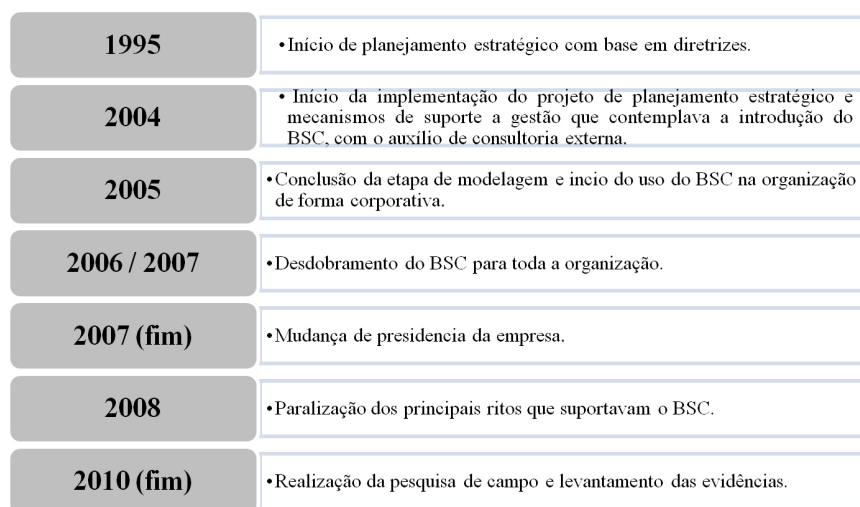 1995
•Início de planejamento estratégico com base em diretrizes.
2004
• Início da implementação do projeto de planejamento estratégico e
mecanismos de suporte a gestão que contemplava a introdução do
BSC, com o auxílio de consultoria externa.
2005
•Conclusão da etapa de modelagem e incio do uso do BSC na organização
de forma corporativa.
2006 / 2007
•Desdobramento do BSC para toda a organização.
2007 (fim)
•Mudança de presidencia da empresa.
2008
•Paralização dos principais ritos que suportavam o BSC.
2010 (fim)
•Realização da pesquisa de campo e levantamento das evidências.